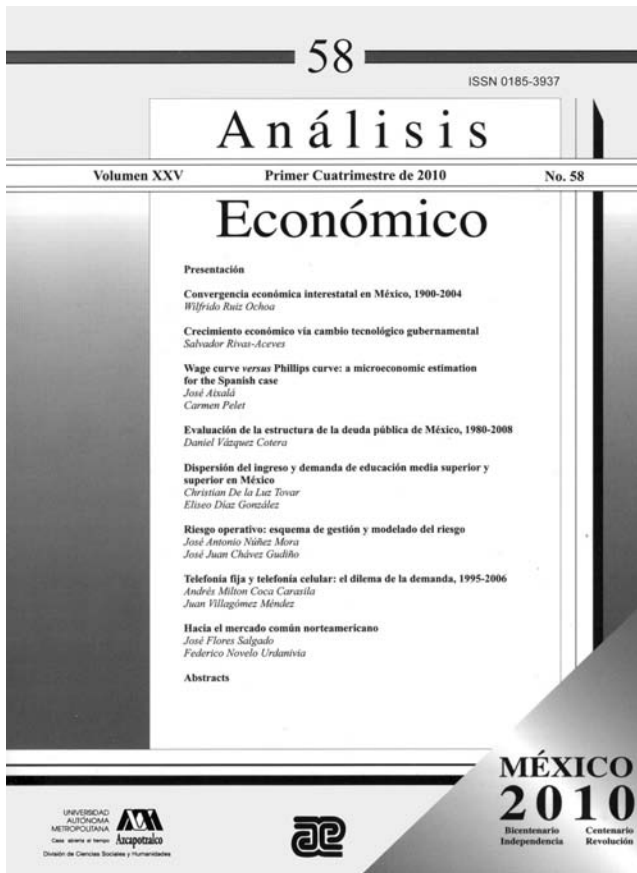 58
ISSN 0185-3937
Análisis
Volumen XXV Primer Cuatrimestre de 2010 No. 58
Económico
Presentación
Convergencia económica interestatal en México, 1900-2004
Wilfrido Ruiz Ochoa
Crecimiento económico vía cambio tecnológico gubernamental
Salvador Rivas-Aceves
Wage curve versus Phillips curve: a microeconomic estimation
for the Spanish case
José Aixalá
Carmen Pelet
Evaluación de la estructura de la deuda pública de México, 1980-2008
Daniel Vázquez Cotera
Dispersión del ingreso y demanda de educación media superior y
superior en México
Christian De la Luz Tovar
Eliseo Díaz González
Riesgo operativo: esquema de gestión y modelado del riesgo
José Antonio Núñez Mora
José Juan Chávez Gudiño
Telefonía fija y telefonía celular: el dilema de la demanda, 1995-2006
Andrés Milton Coca Carasila
Juan Villagómez Méndez
Hacia el mercado común norteamericano
José Flores Salgado
Federico Novelo Urdanivia
Abstracts
MÉXICO
2010
Bicentenario Centenario
Independencia Revolución
UNIVERSIDAD
AUTÓNOMA
METROPOLITANA
Casa abierta al tiempo Azcapotzalco
División de Ciencias Sociales y Humanidades
ae